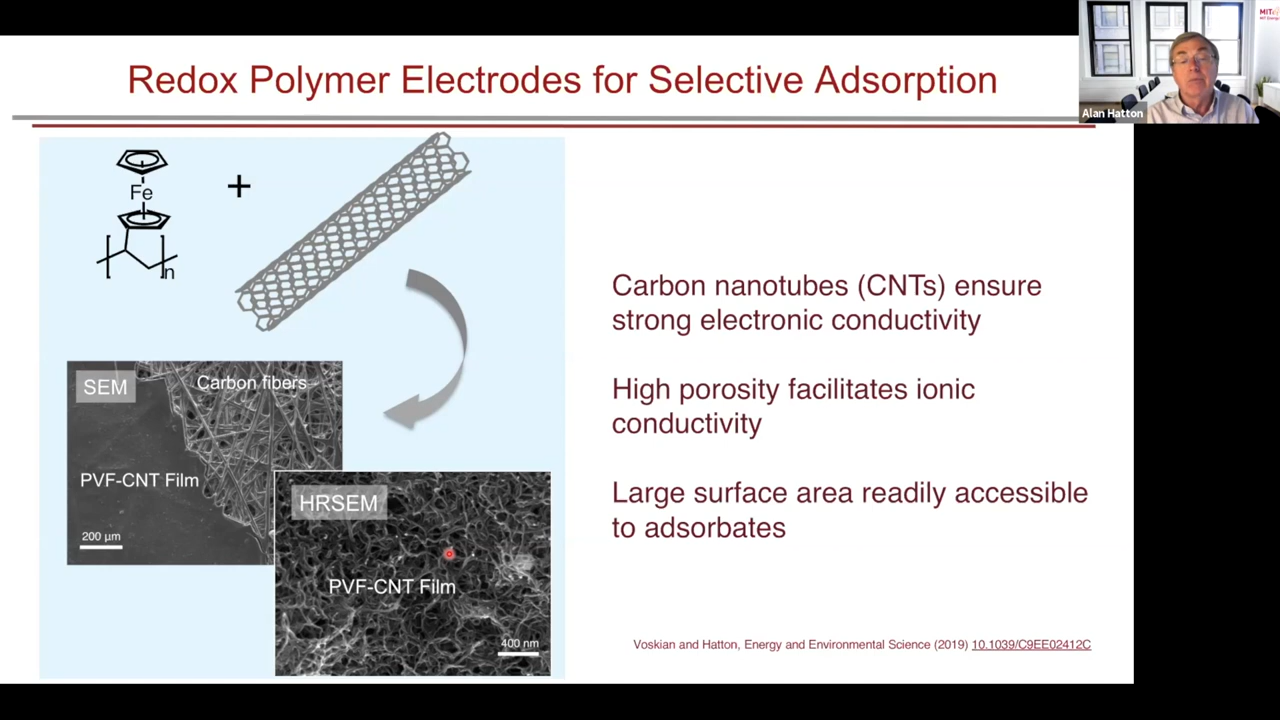 Redox Polymer Electrodes for Selective Adsorption
MITei
Alan Hatton
Fe
+
n
Carbon nanotubes (CNTs) ensure
strong electronic conductivity
High porosity facilitates ionic
conductivity
Large surface area readily accessible
to adsorbates
SEM
Carbon fibers
PVF-CNT Film
200 µm
HRSEM
PVF-CNT Film
400 nm
Voskian and Hatton, Energy and Environmental Science (2019) 10.1039/C9EE02412C